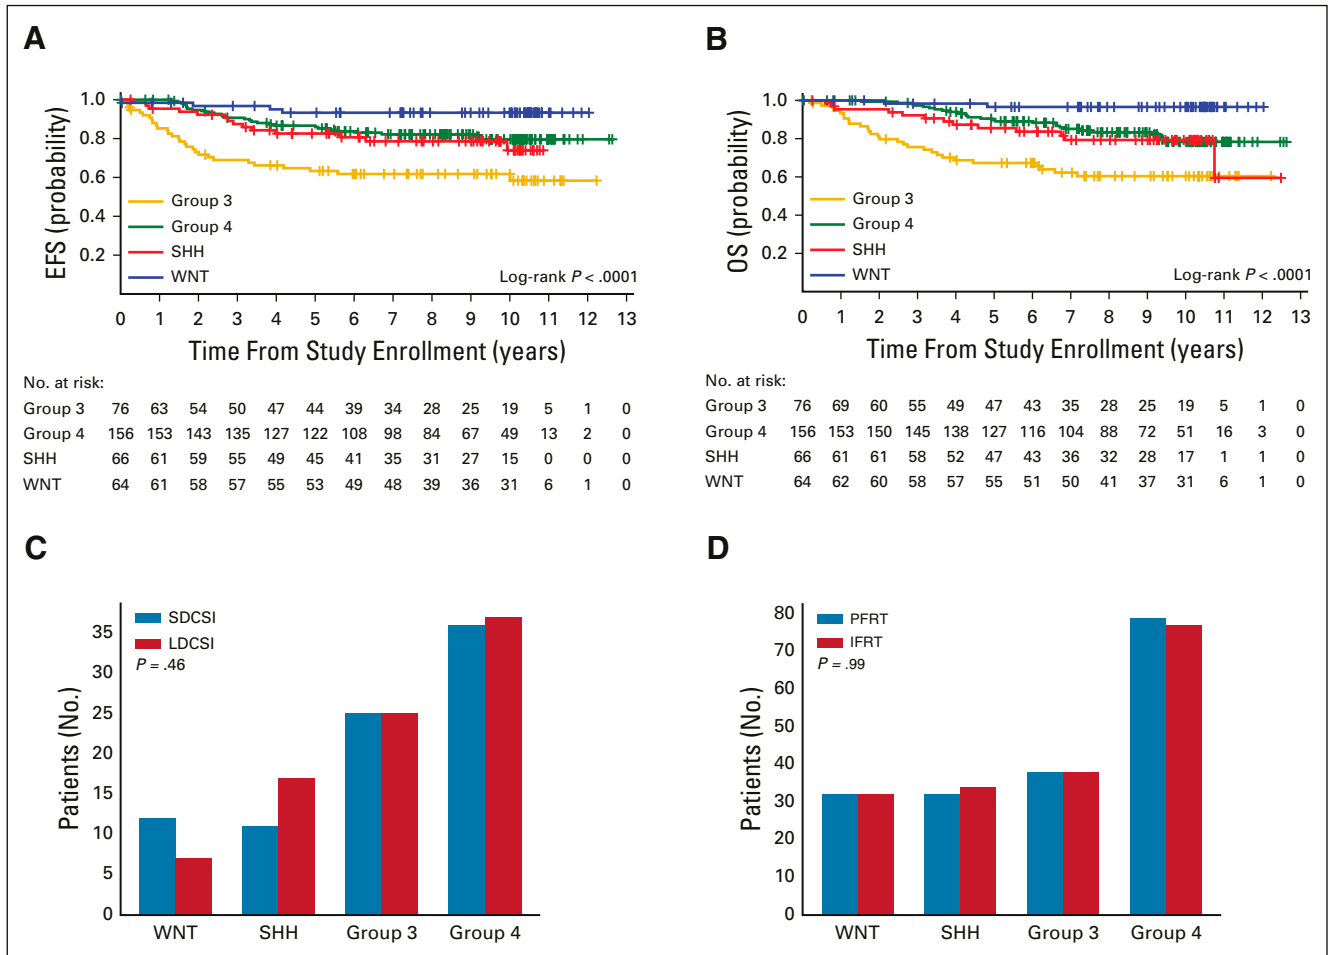 A
EFS (probability)
1.0
0.8
0.6
0.4
0.2
Group 3
Group 4
SHH
WNT
Log-rank P < .0001
0 1 2 3 4 5 6 7 8 9 10 11 12 13
Time From Study Enrollment (years)
No. at risk:
Group 3 76 63 54 50 47 44 39 34 28 25 19 5 1 0
Group 4 156 153 143 135 127 122 108 98 84 67 49 13 2 0
SHH 66 61 59 55 49 45 41 35 31 27 15 0 0 0
WNT 64 61 58 57 55 53 49 48 39 36 31 6 1 0
B
OS (probability)
1.0
0.8
0.6
0.4
0.2
Group 3
Group 4
SHH
WNT
Log-rank P < .0001
0 1 2 3 4 5 6 7 8 9 10 11 12 13
Time From Study Enrollment (years)
No. at risk:
Group 3 76 69 60 55 49 47 43 35 28 25 19 5 1 0
Group 4 156 153 150 145 138 127 116 104 88 72 51 16 3 0
SHH 66 61 61 58 52 47 43 36 32 28 17 1 1 0
WNT 64 62 60 58 57 55 51 50 41 37 31 6 1 0
C
Patients (No.)
SDCSI
LDCSI
P = .46
35
30
25
20
15
10
5
0
WNT SHH Group 3 Group 4
D
Patients (No.)
PFRT
IFRT
P = .99
80
70
60
50
40
30
20
10
0
WNT SHH Group 3 Group 4